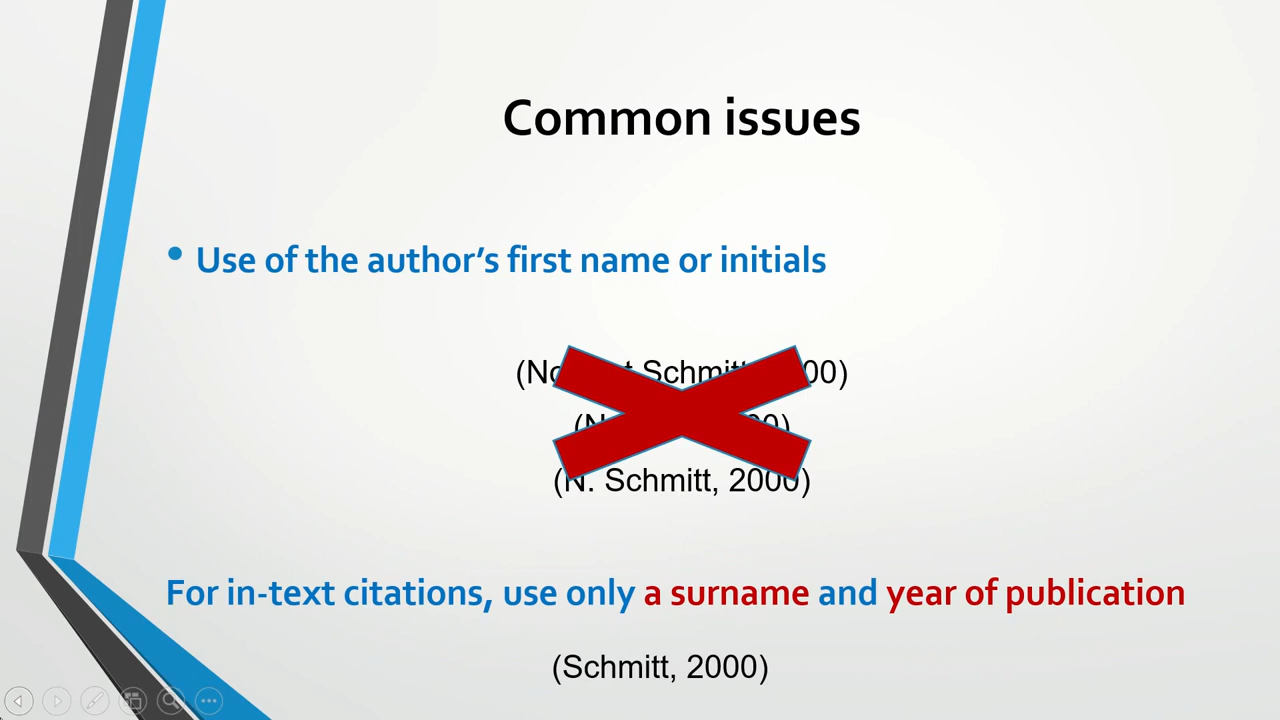 Common issues
• Use of the author's first name or initials
Schmitt
(N. Schmitt, 2000)
For in-text citations, use only a surname and year of publication
(Schmitt, 2000)